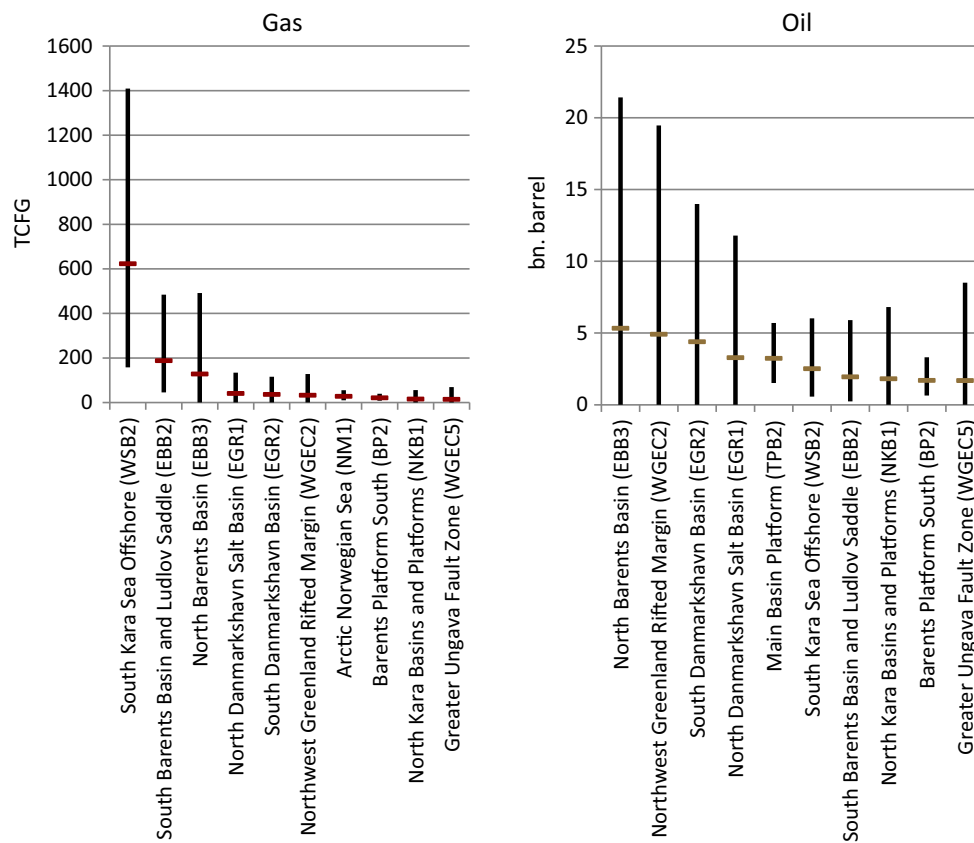 Gas
1600
1400
1200
1000
800
600
400
200
0
TCFG
South Kara Sea Offshore (WSB2)
South Barents Basin and Ludlov Saddle (EBB2)
North Barents Basin (EBB3)
North Danmarkshavn Salt Basin (EGR1)
South Danmarkshavn Basin (EGR2)
Northwest Greenland Rifted Margin (WGEC2)
Arctic Norwegian Sea (NM1)
Barents Platform South (BP2)
North Kara Basins and Platforms (NKB1)
Greater Ungava Fault Zone (WGEC5)
Oil
25
20
15
10
5
0
bn. barrel
North Barents Basin (EBB3)
Northwest Greenland Rifted Margin (WGEC2)
South Danmarkshavn Basin (EGR2)
North Danmarkshavn Salt Basin (EGR1)
Main Basin Platform (TPB2)
South Kara Sea Offshore (WSB2)
South Barents Basin and Ludlov Saddle (EBB2)
North Kara Basins and Platforms (NKB1)
Barents Platform South (BP2)
Greater Ungava Fault Zone (WGEC5)